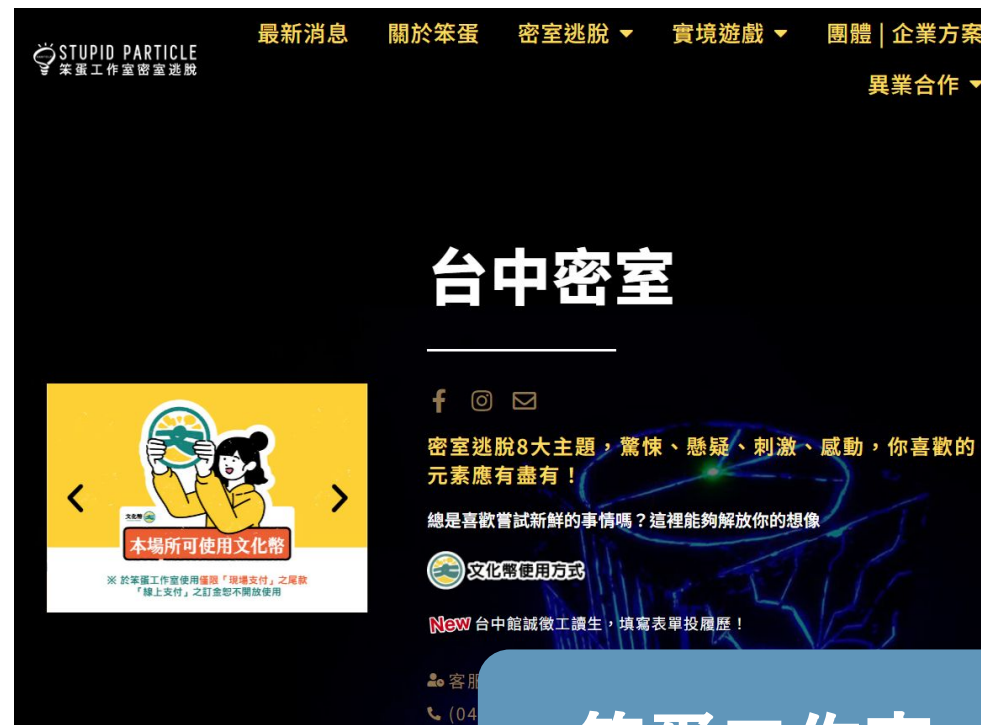 STUPID PARTICLE
笨蛋工作室密室逃脫
最新消息
關於笨蛋
密室逃脫
實境遊戲
團體 | 企業方案
異業合作
台中密室
密室逃脫8大主題，驚悚、懸疑、刺激、感動，你喜歡的
元素應有盡有！
總是喜歡嘗試新鮮的事情嗎？這裡能夠解放你的想像
文化幣
本場所可使用文化幣
※ 於笨蛋工作室使用僅限「現場支付」之尾款
「線上支付」之訂金恕不開放使用
文化幣使用方式
New 台中館誠徵工讀生，填寫表單投履歷！
客服
(04